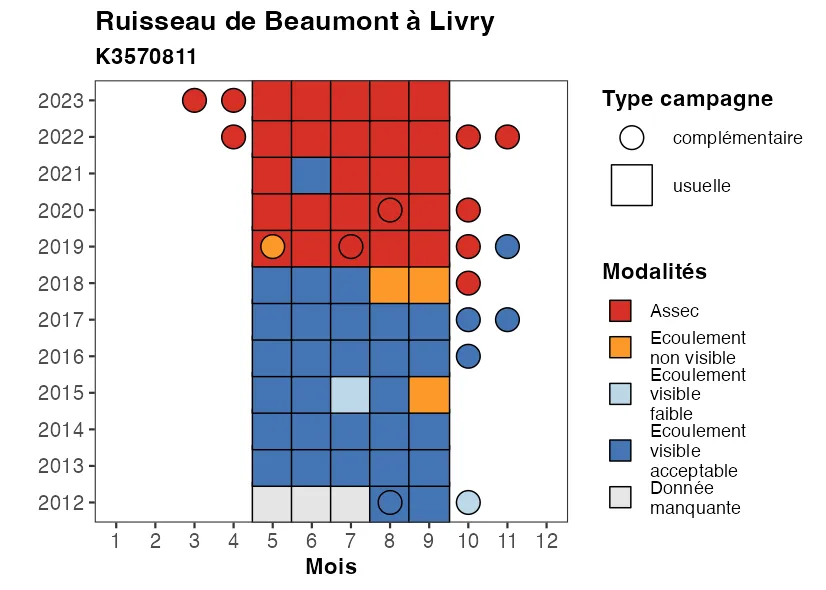 Ruisseau de Beaumont à Livry
K3570811
2023
2022
2021
2020
2019
2018
2017
2016
2015
2014
2013
2012
1 2 3 4 5 6 7 8 9 10 11 12
Mois
Type campagne
complémentaire
usuelle
Modalités
Assec
Ecoulement
non visible
Ecoulement
visible
faible
Ecoulement
visible
acceptable
Donnée
manquante